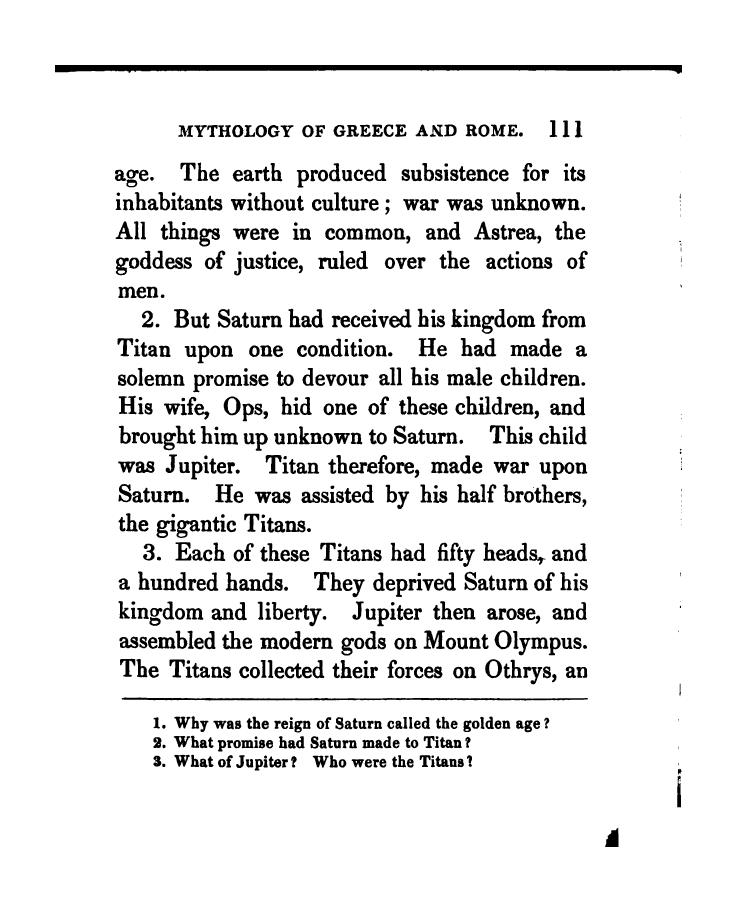 MYTHOLOGY OF GREECE AND ROME. 111
age. The earth produced subsistence for its
inhabitants without culture; war was unknown.
All things were in common, and Astrea, the
goddess of justice, ruled over the actions of
men.
2. But Saturn had received his kingdom from
Titan upon one condition. He had made a
solemn promise to devour all his male children.
His wife, Ops, hid one of these children, and
brought him up unknown to Saturn. This child
was Jupiter. Titan therefore, made war upon
Saturn. He was assisted by his half brothers,
the gigantic Titans.
3. Each of these Titans had fifty heads, and
a hundred hands. They deprived Saturn of his
kingdom and liberty. Jupiter then arose, and
assembled the modern gods on Mount Olympus.
The Titans collected their forces on Othrys, an
1. Why was the reign of Saturn called the golden age?
2. What promise had Saturn made to Titan?
3. What of Jupiter? Who were the Titans?